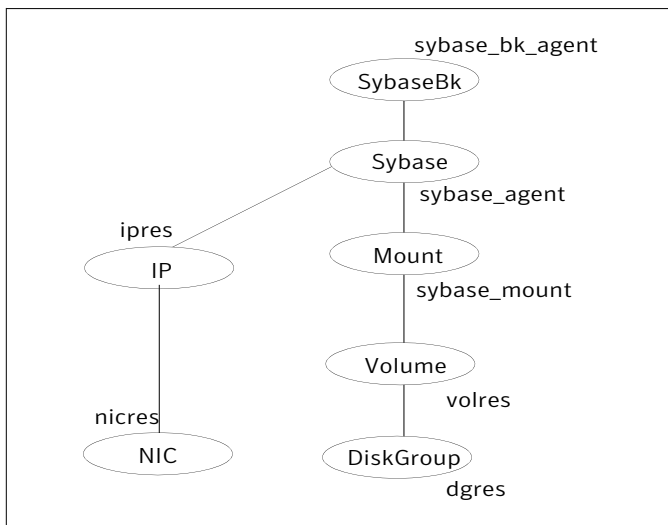 sybase_bk_agent
SybaseBk
Sybase
sybase_agent
ipres
IP
Mount
sybase_mount
Volume
volres
nicres
NIC
DiskGroup
dgres